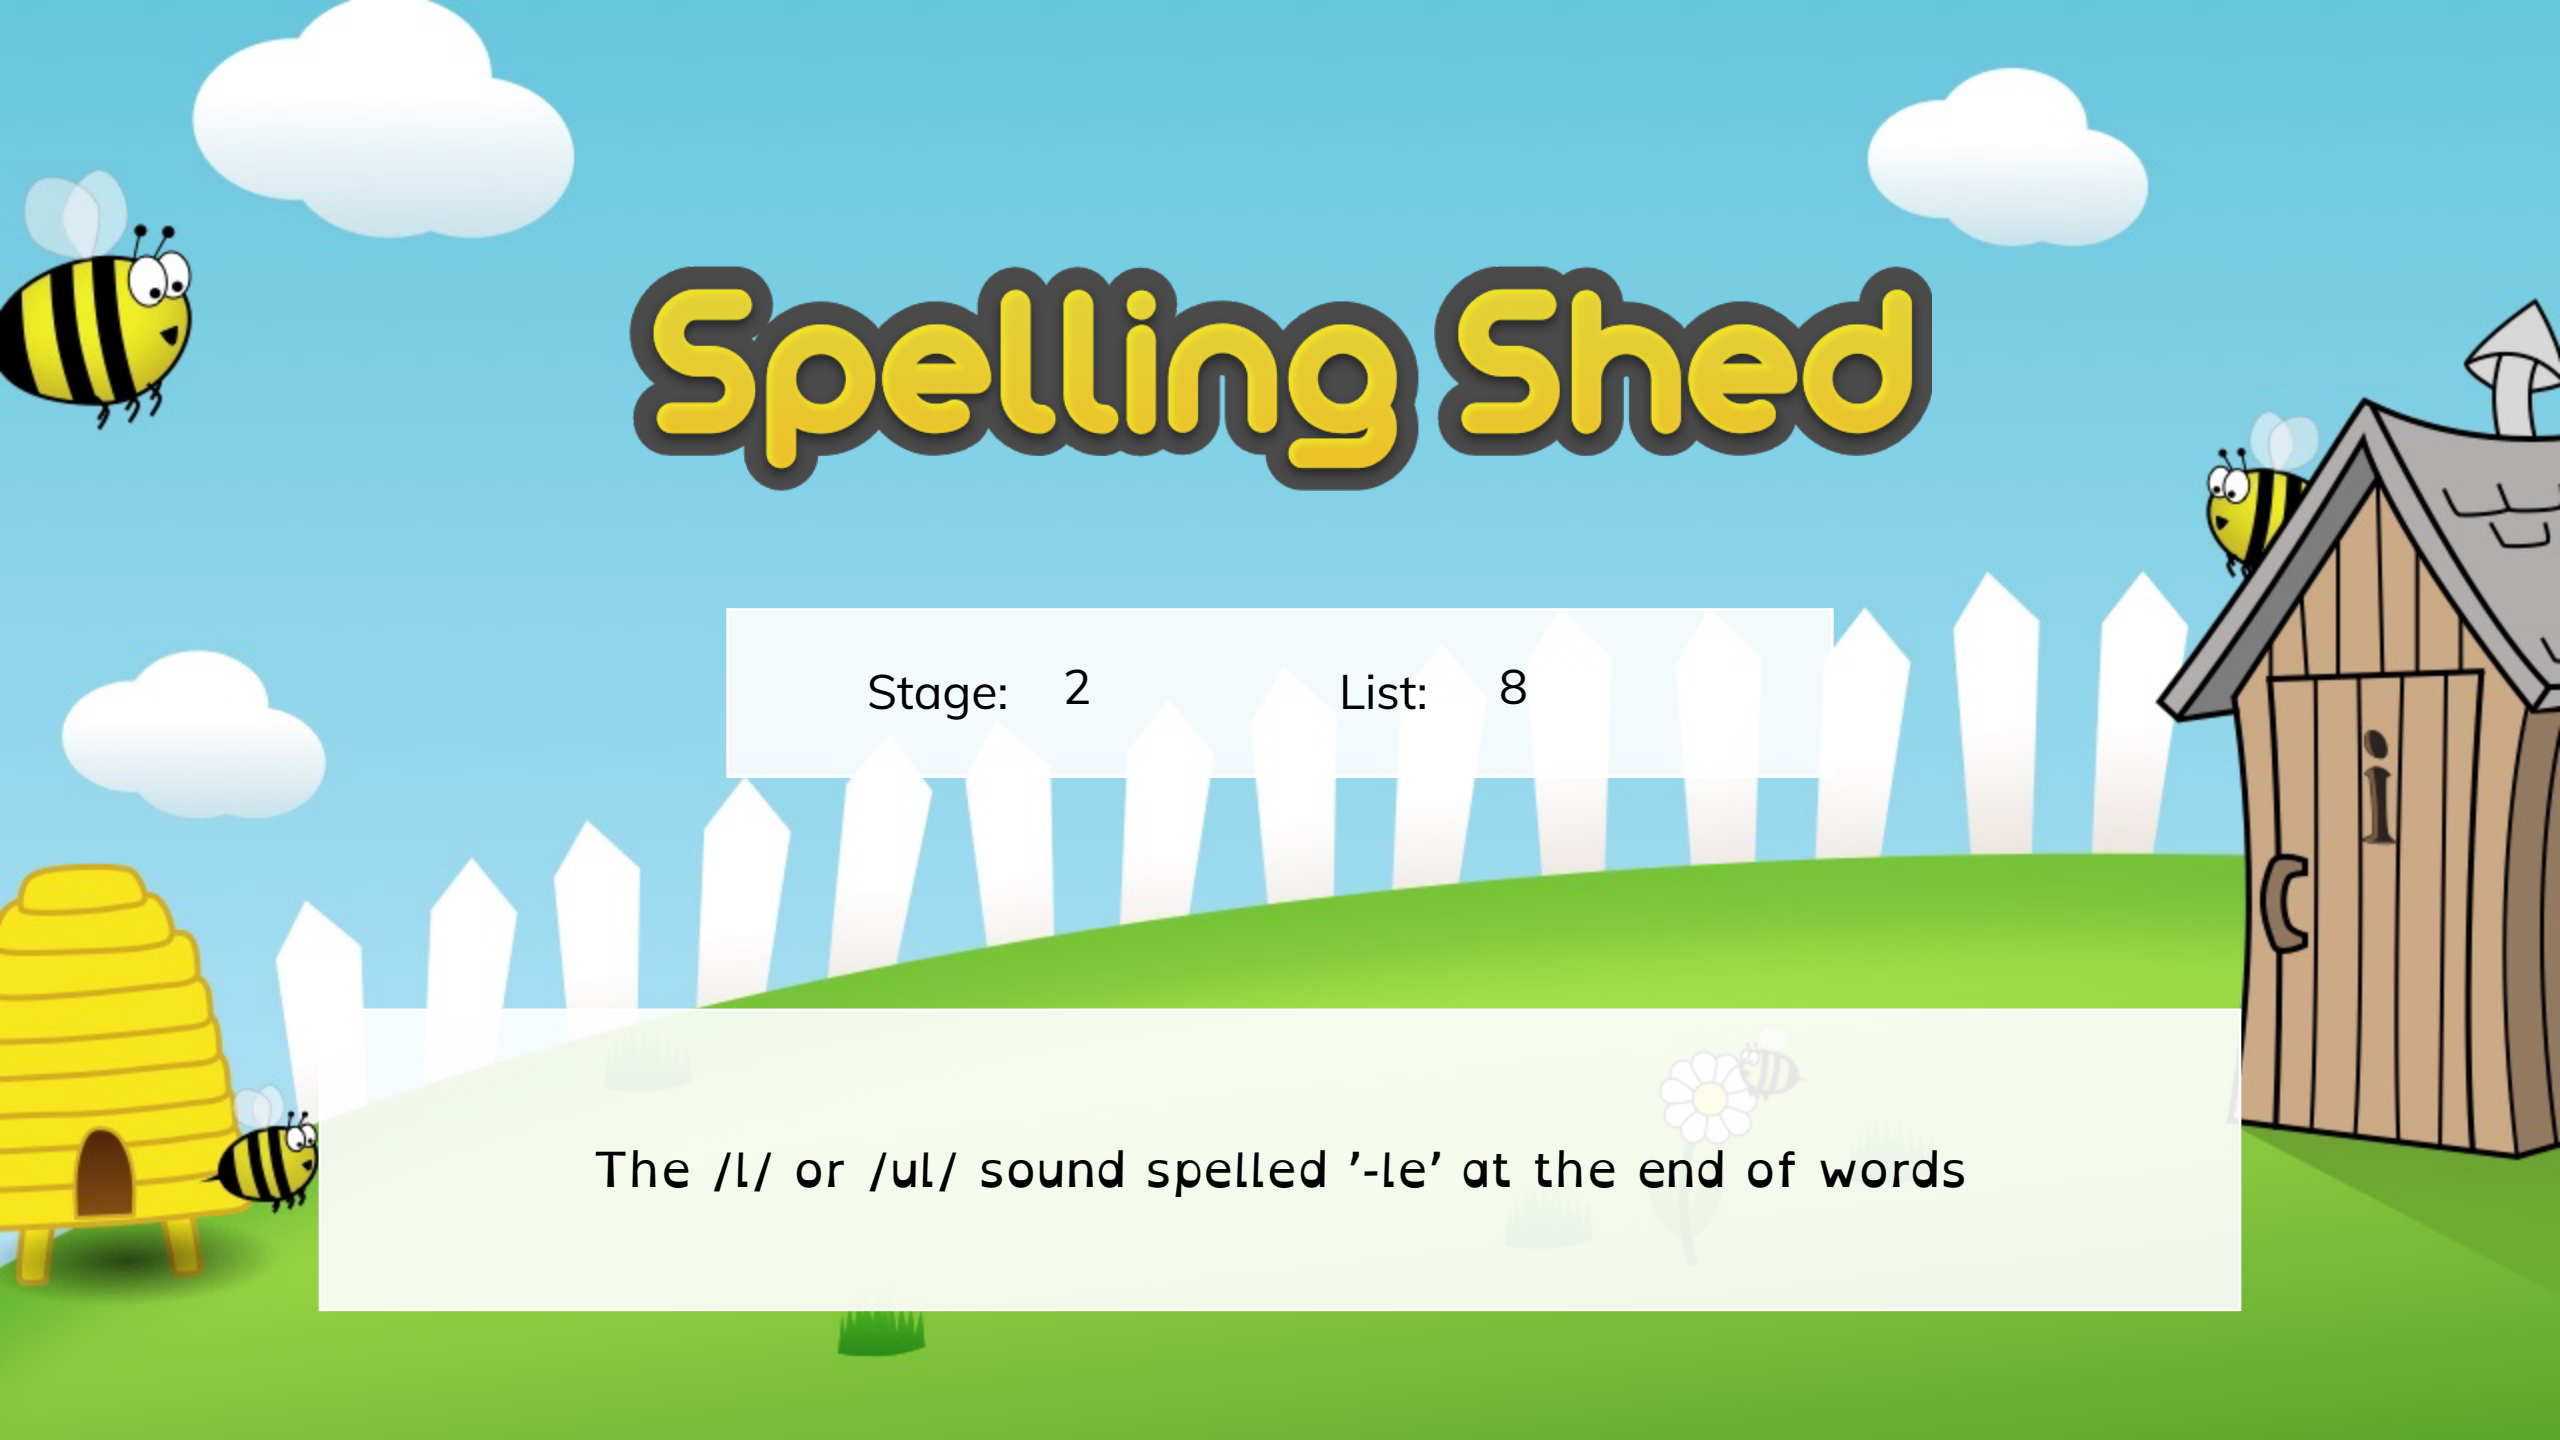 Spelling Shed
Stage: 2 List: 8
The /l/ or /ul/ sound spelled ’-le’ at the end of words
i